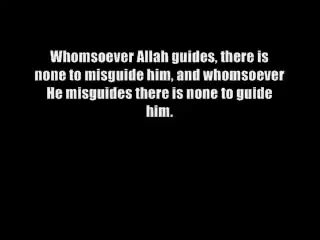 Whomsoever Allah guides, there is
none to misguide him, and whomsoever
He misguides there is none to guide
him.